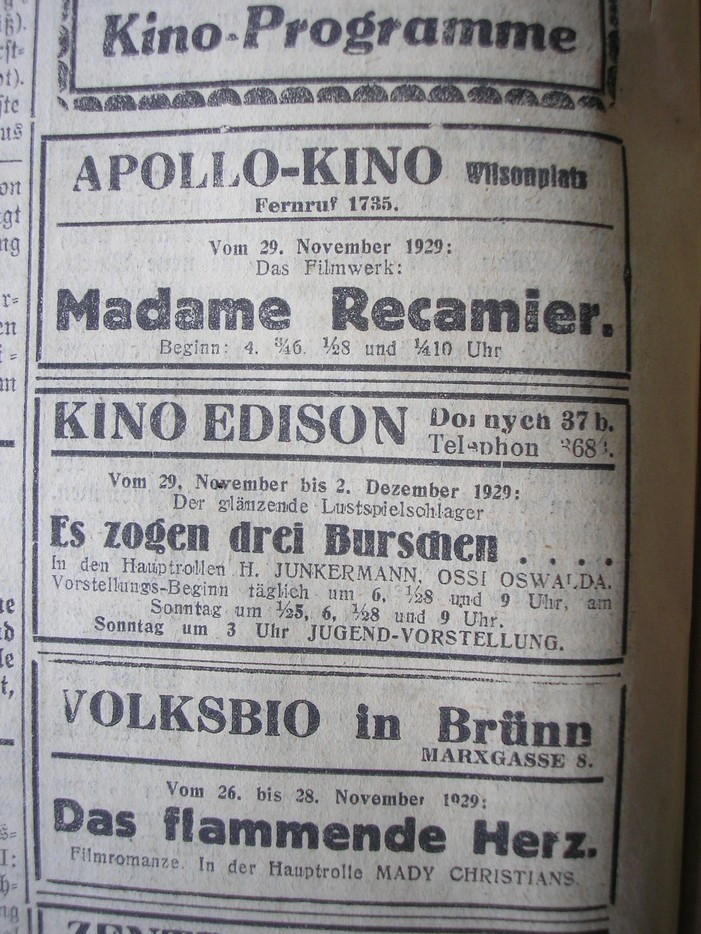 Kino-Programme
APOLLO-KINO Wilsonplatz
Fernruf 1735.
Vom 29. November 1929:
Das Filmwerk:
Madame Recamier.
Beginn: 4. ¾6. ½8 und ¼10 Uhr
KINO EDISON Dornych 37 b.
Telephon
Vom 29. November bis 2. Dezember 1929:
Der glänzende Lustspielschlager
Es zogen drei Burschen . . . .
In den Hauptrollen H. JUNKERMANN, OSSI OSWALDA.
Vorstellungs-Beginn täglich um 6, ½8 und 9 Uhr, am
Sonntag um ½5, 6, ½8 und 9 Uhr.
Sonntag um 3 Uhr JUGEND-VORSTELLUNG.
VOLKSBIO in Brünn
MARXGASSE 8.
Vom 26. bis 28. November 1929:
Das flammende Herz.
Filmromanze. In der Hauptrolle MADY CHRISTIANS.